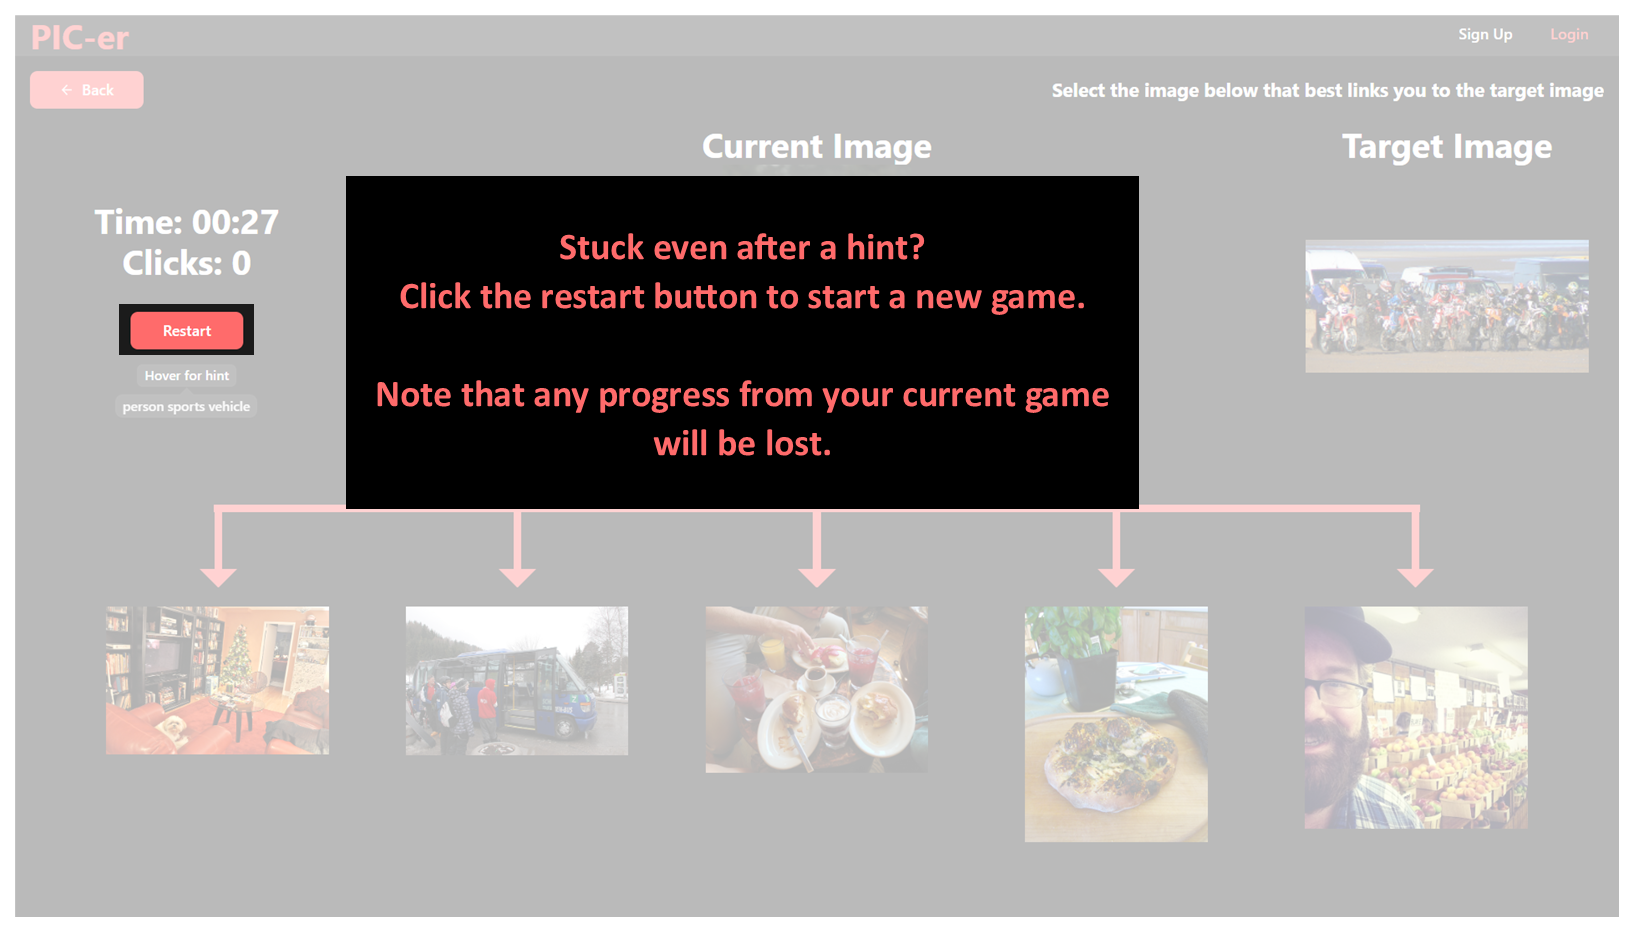 PIC-er
Sign Up
Login
← Back
Select the image below that best links you to the target image
Current Image
Target Image
Time: 00:27
Clicks: 0
Restart
Hover for hint
person sports vehicle
Stuck even after a hint?
Click the restart button to start a new game.
Note that any progress from your current game
will be lost.